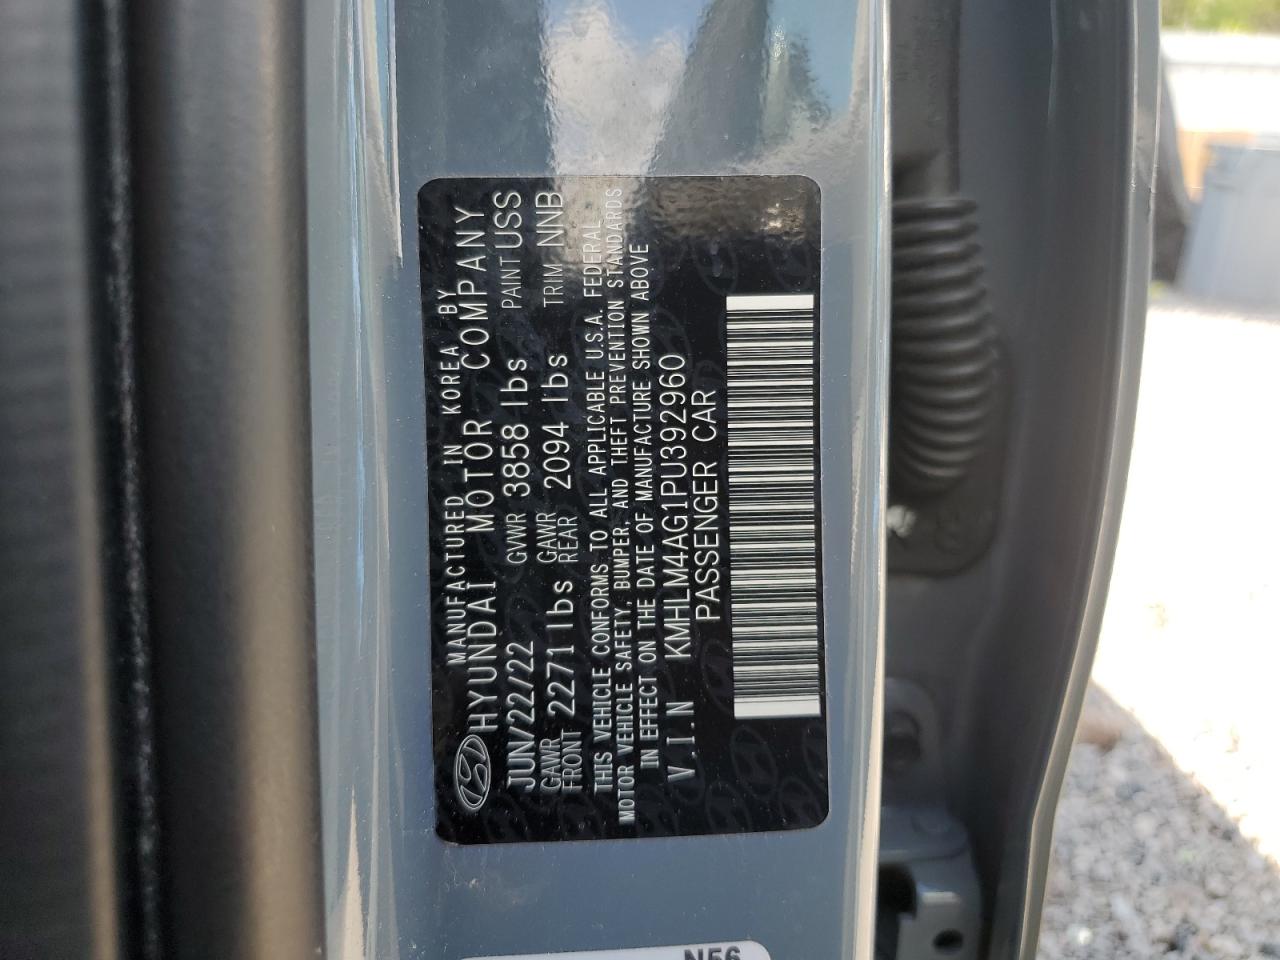 MANUFACTURED IN KOREA BY
HYUNDAI MOTOR COMPANY
JUN/22/22 GVWR 3858 lbs PAINT USS
GAWR FRONT 2271 lbs GAWR REAR 2094 lbs TRIM NNB
THIS VEHICLE CONFORMS TO ALL APPLICABLE U.S.A. FEDERAL
MOTOR VEHICLE SAFETY, BUMPER, AND THEFT PREVENTION STANDARDS
IN EFFECT ON THE DATE OF MANUFACTURE SHOWN ABOVE
V.I.N KMHLM4AG1PU392960
PASSENGER CAR
N56